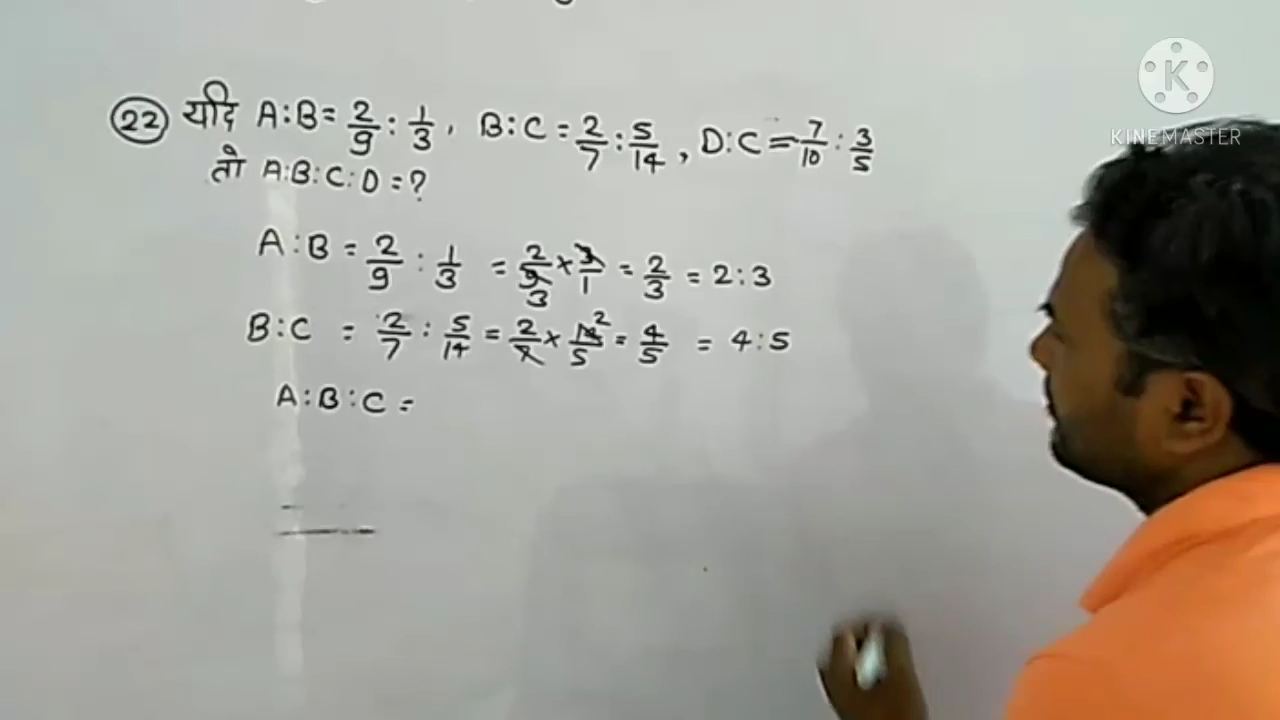 KINEMASTER
(22) यदि A:B = 2/9 : 1/3, B:C = 2/7 : 5/14, D:C = 7/10 : 3/5
तो A:B:C:D = ?
A:B = 2/9 : 1/3 = 2/9 3 × 3/1 = 2/3 = 2:3
B:C = 2/7 : 5/14 = 2/7 × 14 2/5 = 4/5 = 4:5
A:B:C =